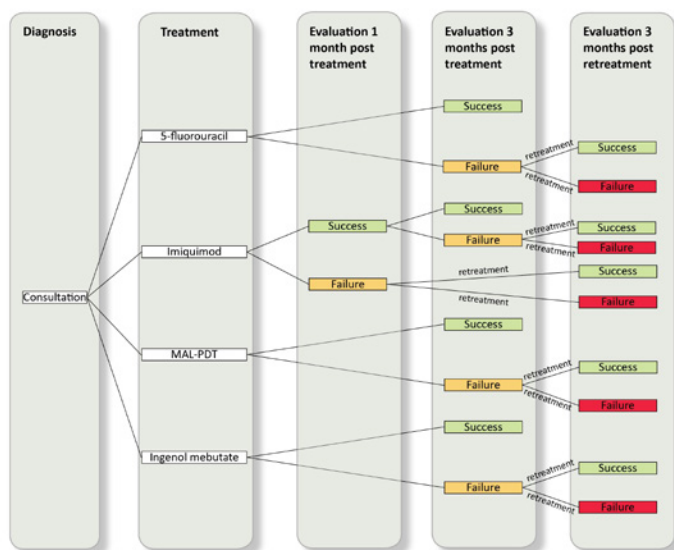 Diagnosis
Treatment
Evaluation 1
month post
treatment
Evaluation 3
months post
treatment
Evaluation 3
months post
retreatment
Success
5-fluorouracil
retreatment
Success
Failure
retreatment
Failure
Success
Success
retreatment
Success
Imiquimod
Failure
retreatment
Failure
retreatment
Success
Failure
Consultation
retreatment
Failure
Success
MAL-PDT
retreatment
Success
Failure
retreatment
Failure
Success
Ingenol mebutate
retreatment
Success
Failure
retreatment
Failure